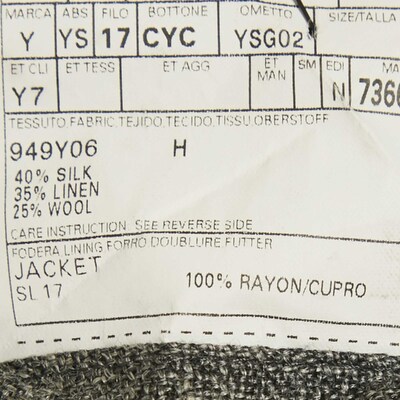 MARCA ABS FILO BOTTONE OMETTO SIZE/TALLA
Y YS 17 CYC YSG02
ET CLI ET TESS ET AGG ET MAN SM EDI MA
Y7 N 7366
TESSUTO.FABRIC.TEJIDO.TECIDO.TISSU.OBERSTOFF
949Y06 H
40% SILK
35% LINEN
25% WOOL
CARE INSTRUCTION. SEE REVERSE SIDE
FODERA LINING FORRO DOUBLURE FUTTER
JACKET
SL 17 100% RAYON/CUPRO